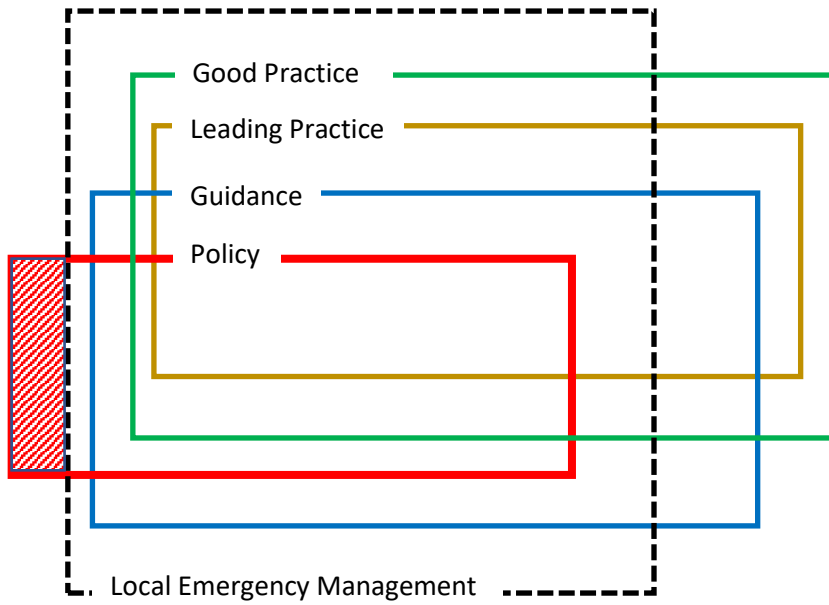 Good Practice
Leading Practice
Guidance
Policy
Local Emergency Management